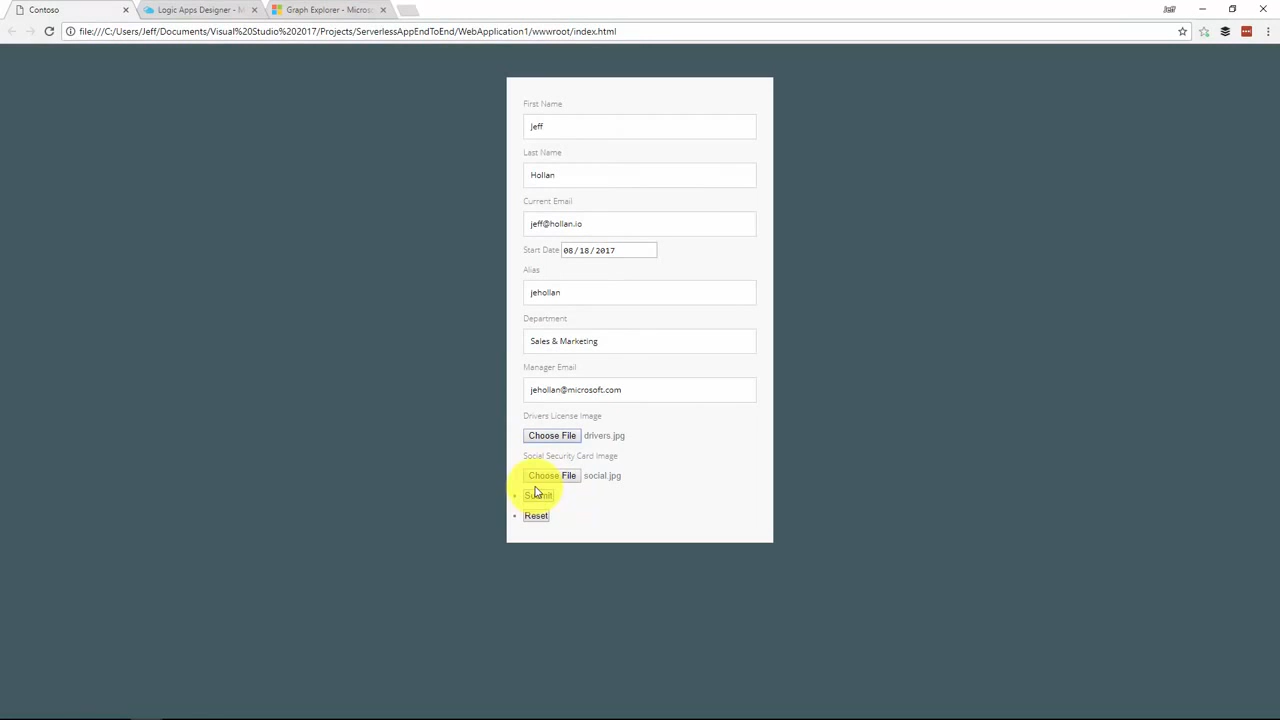 Contoso
Logic Apps Designer - M
Graph Explorer - Micros
Jeff
file:///C:/Users/Jeff/Documents/Visual%20Studio%202017/Projects/ServerlessAppEndToEnd/WebApplication1/wwwroot/index.html
First Name
Jeff
Last Name
Hollan
Current Email
jeff@hollan.io
Start Date 08/18/2017
Alias
jehollan
Department
Sales & Marketing
Manager Email
jehollan@microsoft.com
Drivers License Image
Choose File drivers.jpg
Social Security Card Image
Choose File social.jpg
Submit
Reset